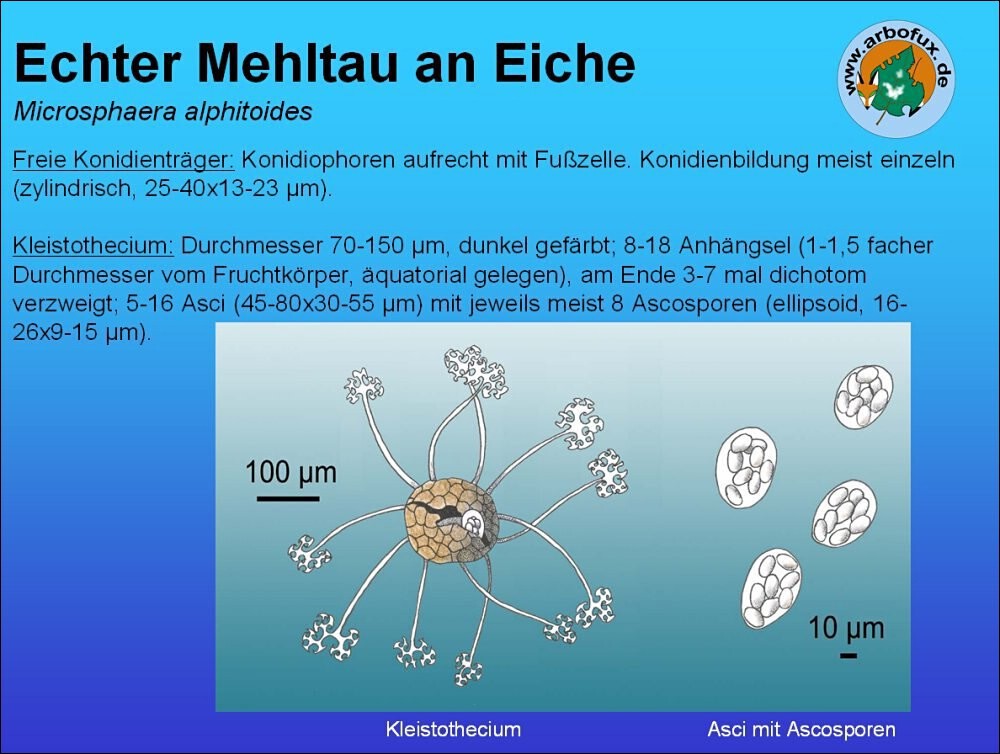 Echter Mehltau an Eiche
Microsphaera alphitoides
www.arbofux.de
Freie Konidienträger: Konidiophoren aufrecht mit Fußzelle. Konidienbildung meist einzeln
(zylindrisch, 25-40x13-23 µm).
Kleistothecium: Durchmesser 70-150 µm, dunkel gefärbt; 8-18 Anhängsel (1-1,5 facher
Durchmesser vom Fruchtkörper, äquatorial gelegen), am Ende 3-7 mal dichotom
verzweigt; 5-16 Asci (45-80x30-55 µm) mit jeweils meist 8 Ascosporen (ellipsoid, 16-
26x9-15 µm).
100 µm
10 µm
Kleistothecium
Asci mit Ascosporen